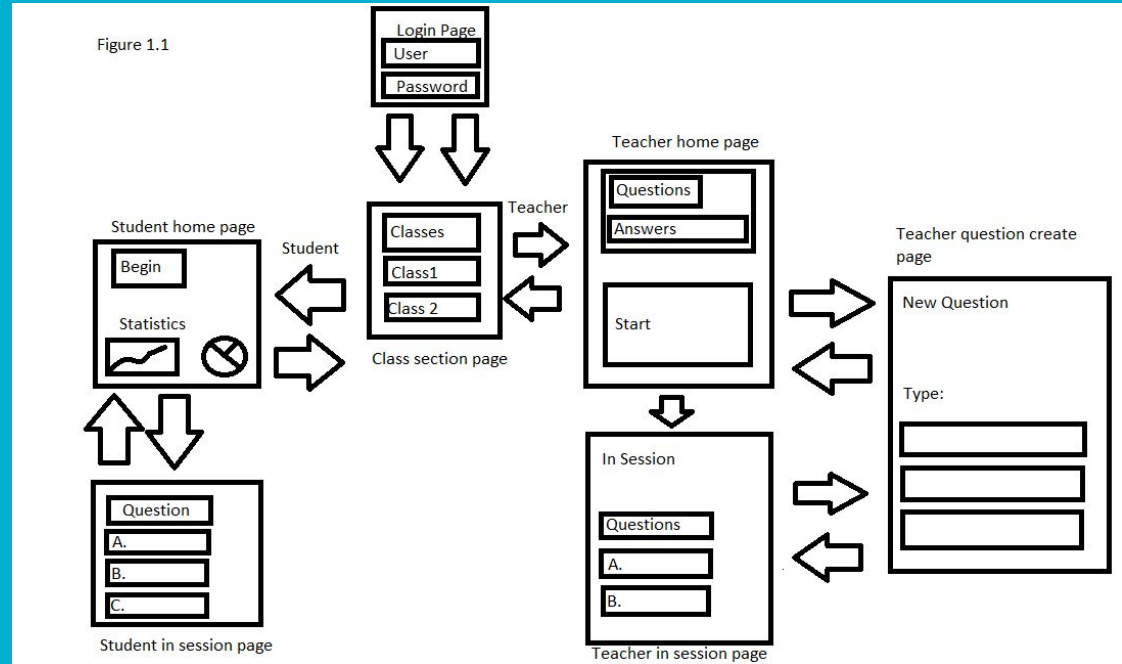 Figure 1.1
Login Page
User
Password
Student home page
Begin
Statistics
Student
Classes
Class1
Class 2
Class section page
Teacher
Teacher home page
Questions
Answers
Start
Teacher question create
page
New Question
Type:
Question
A.
B.
C.
Student in session page
In Session
Questions
A.
B.
Teacher in session page